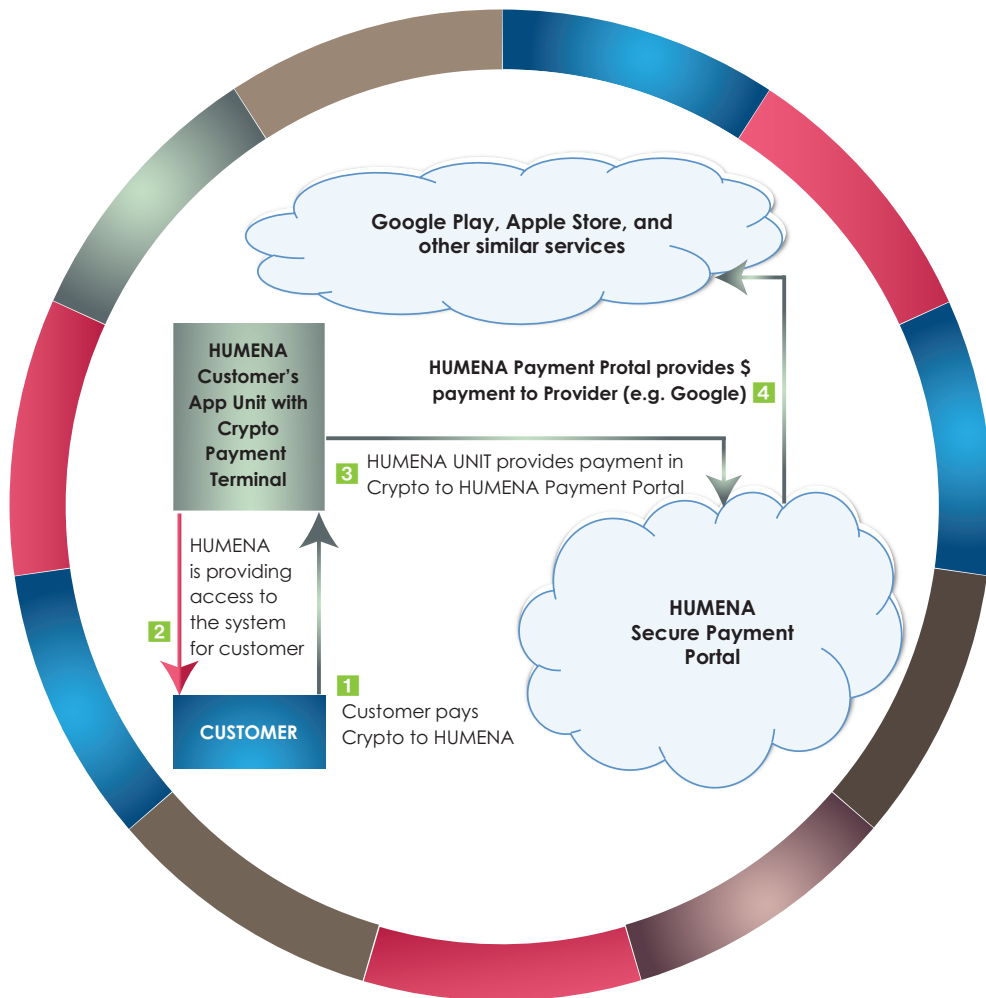 Google Play, Apple Store, and
other similar services
HUMENA
Customer's
App Unit with
Crypto
Payment
Terminal
HUMENA Payment Protal provides $
payment to Provider (e.g. Google) 4
3 HUMENA UNIT provides payment in
Crypto to HUMENA Payment Portal
HUMENA
is providing
access to
the system
for customer
2
HUMENA
Secure Payment
Portal
1
Customer pays
Crypto to HUMENA
CUSTOMER